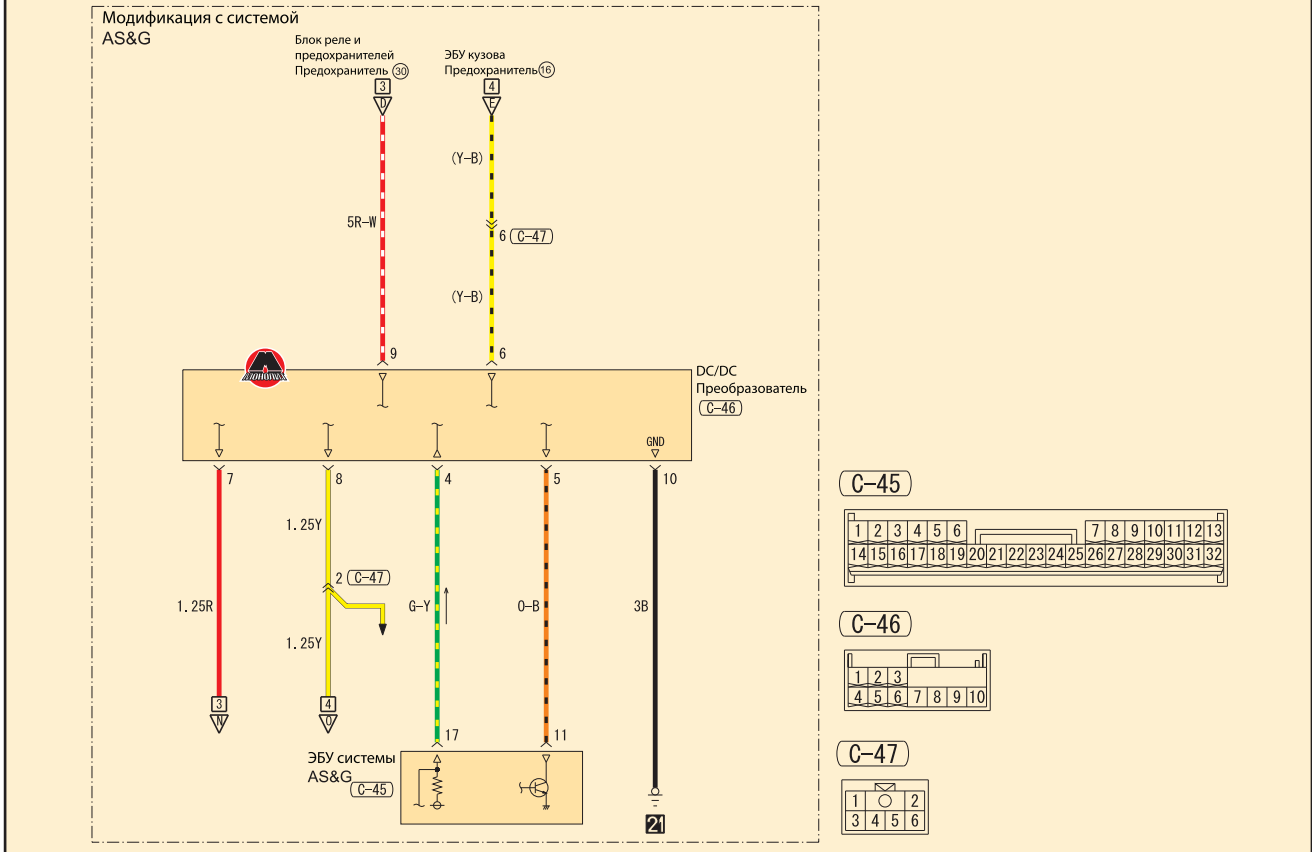 Модификация с системой
AS&G
Блок реле и
предохранителей
Предохранитель 30
ЭБУ кузова
Предохранитель 16
3
4
D
E
(Y-B)
5R-W
6 C-47
(Y-B)
9
6
DC/DC
Преобразователь
C-46
GND
7
8
4
5
10
1.25Y
2 C-47
1.25R
G-Y
O-B
3B
1.25Y
3
4
N
O
17
11
ЭБУ системы
AS&G
C-45
21
C-45
1 2 3 4 5 6 7 8 9 10 11 12 13
14 15 16 17 18 19 20 21 22 23 24 25 26 27 28 29 30 31 32
C-46
1 2 3
4 5 6 7 8 9 10
C-47
1 2
3 4 5 6